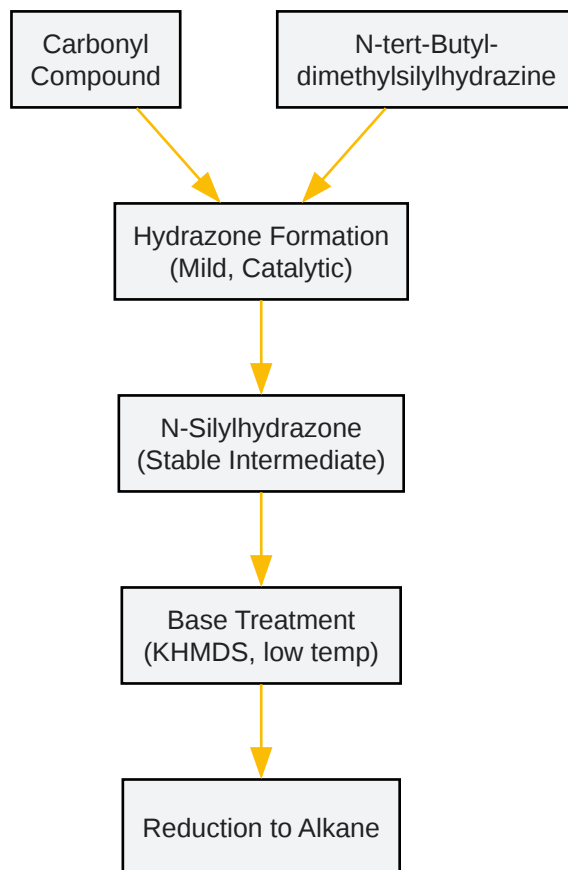 Carbonyl
Compound
N-tert-Butyl-
dimethylsilylhydrazine
Hydrazone Formation
(Mild, Catalytic)
N-Silylhydrazone
(Stable Intermediate)
Base Treatment
(KHMDS, low temp)
Reduction to Alkane